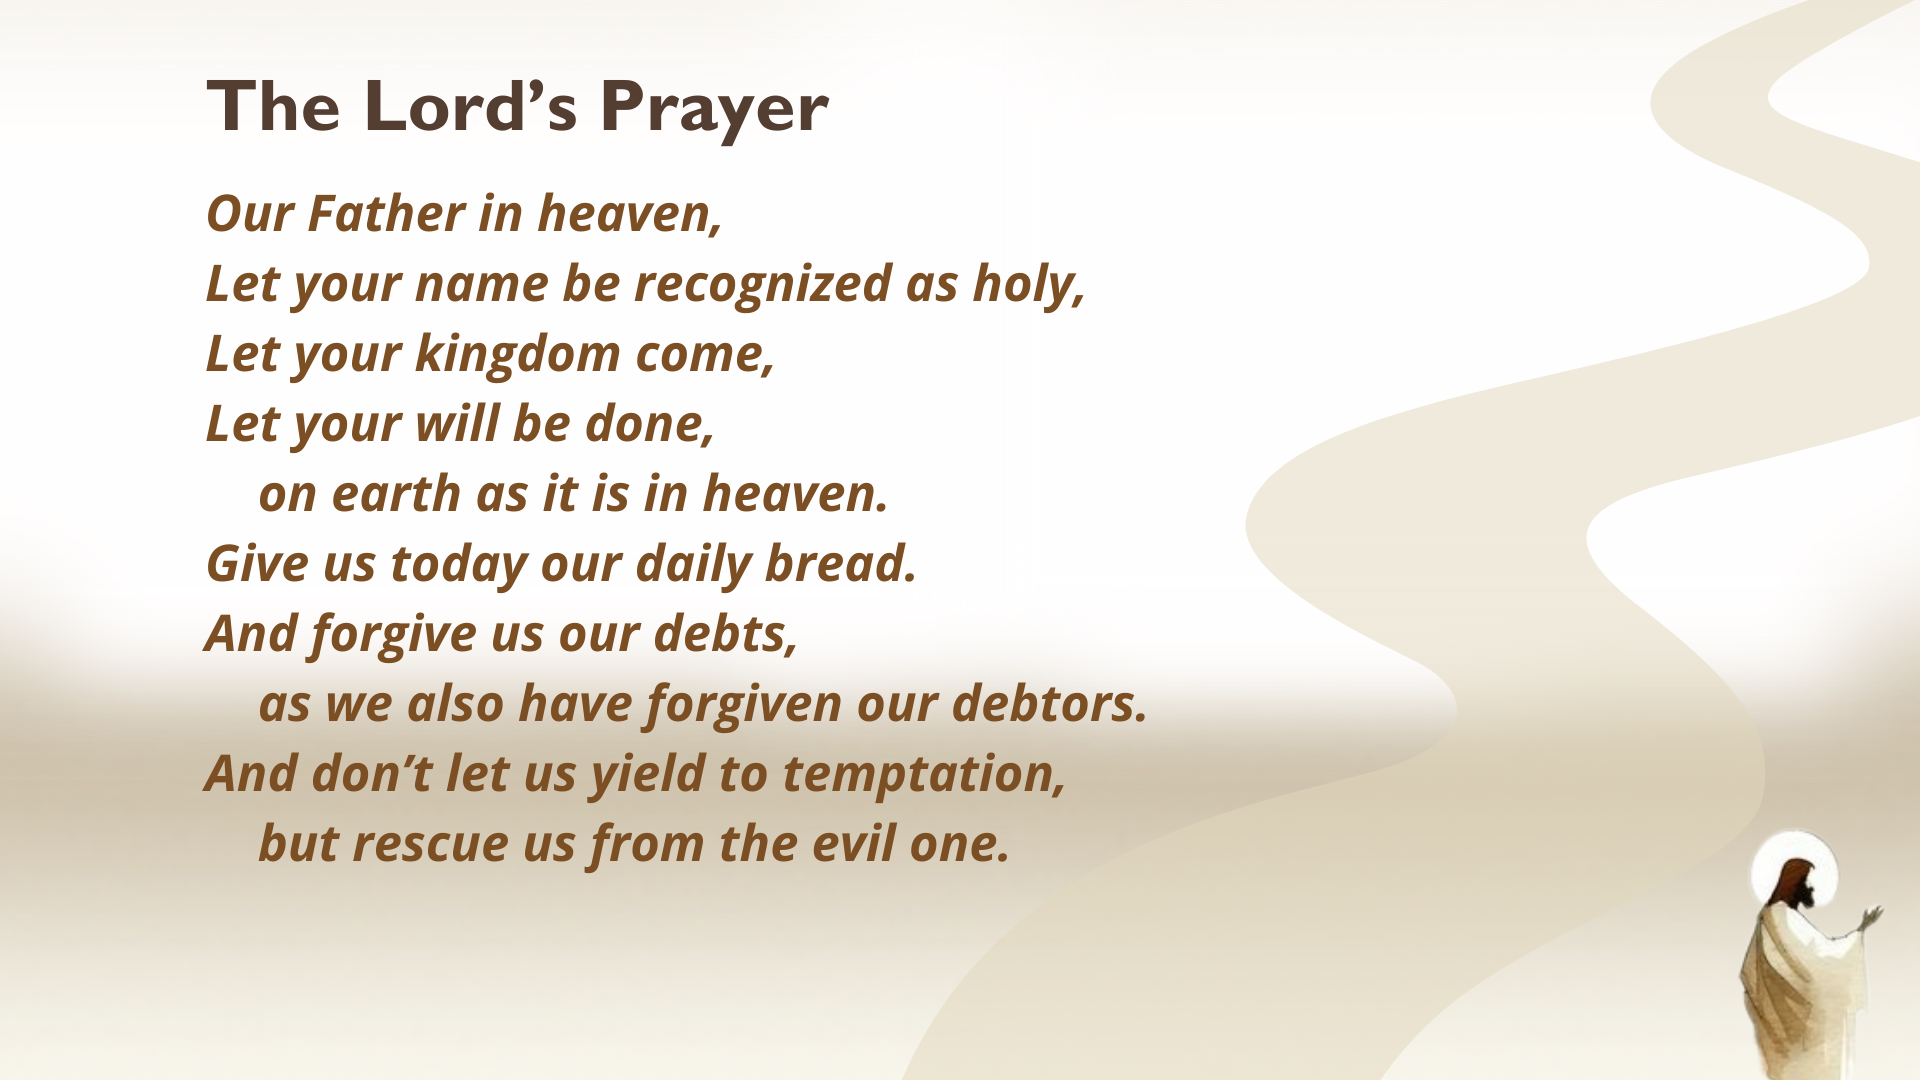 The Lord’s Prayer
Our Father in heaven,
Let your name be recognized as holy,
Let your kingdom come,
Let your will be done,
on earth as it is in heaven.
Give us today our daily bread.
And forgive us our debts,
as we also have forgiven our debtors.
And don’t let us yield to temptation,
but rescue us from the evil one.